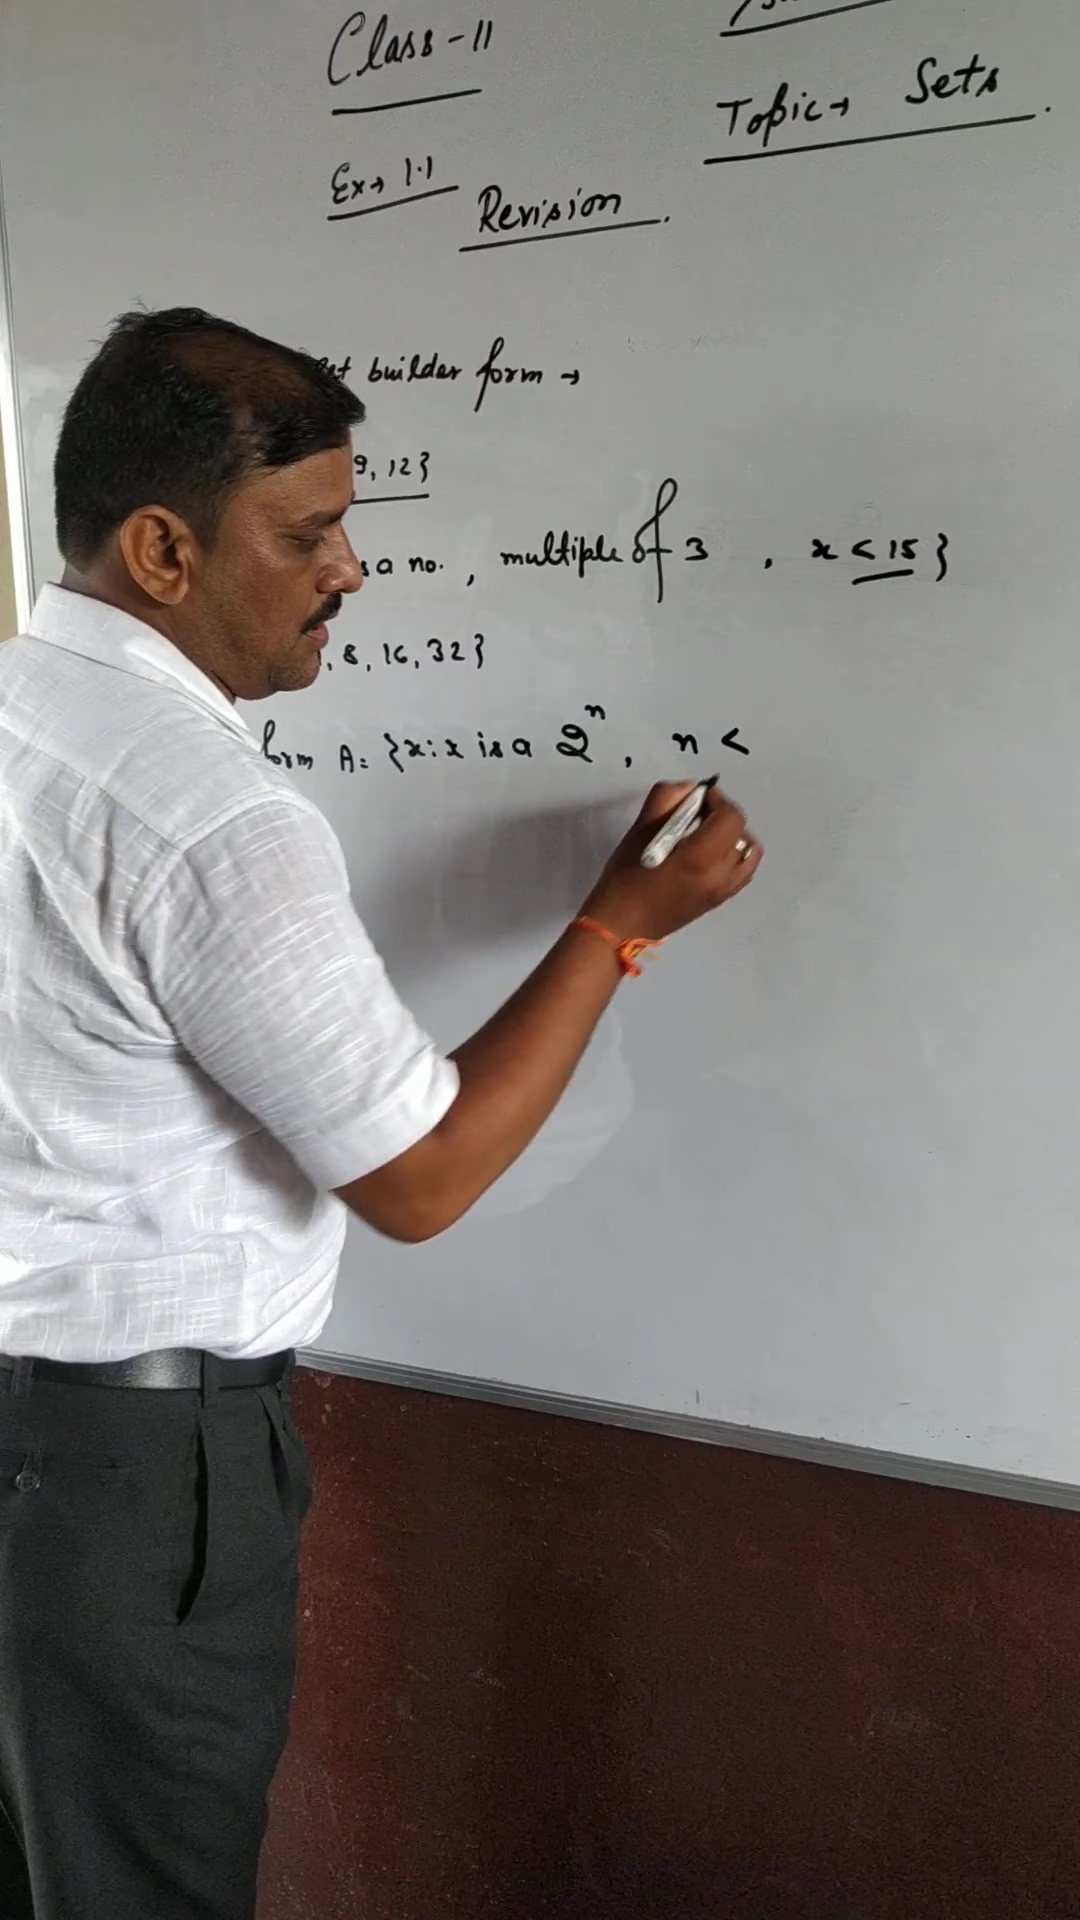 Class-11
Topic→ Sets.
Ex→ 1.1
Revision.
builder form →
9, 12}
a no., multiple of 3, x < 15}
, 8, 16, 32}
form A= {x:x is a 2ⁿ, n <